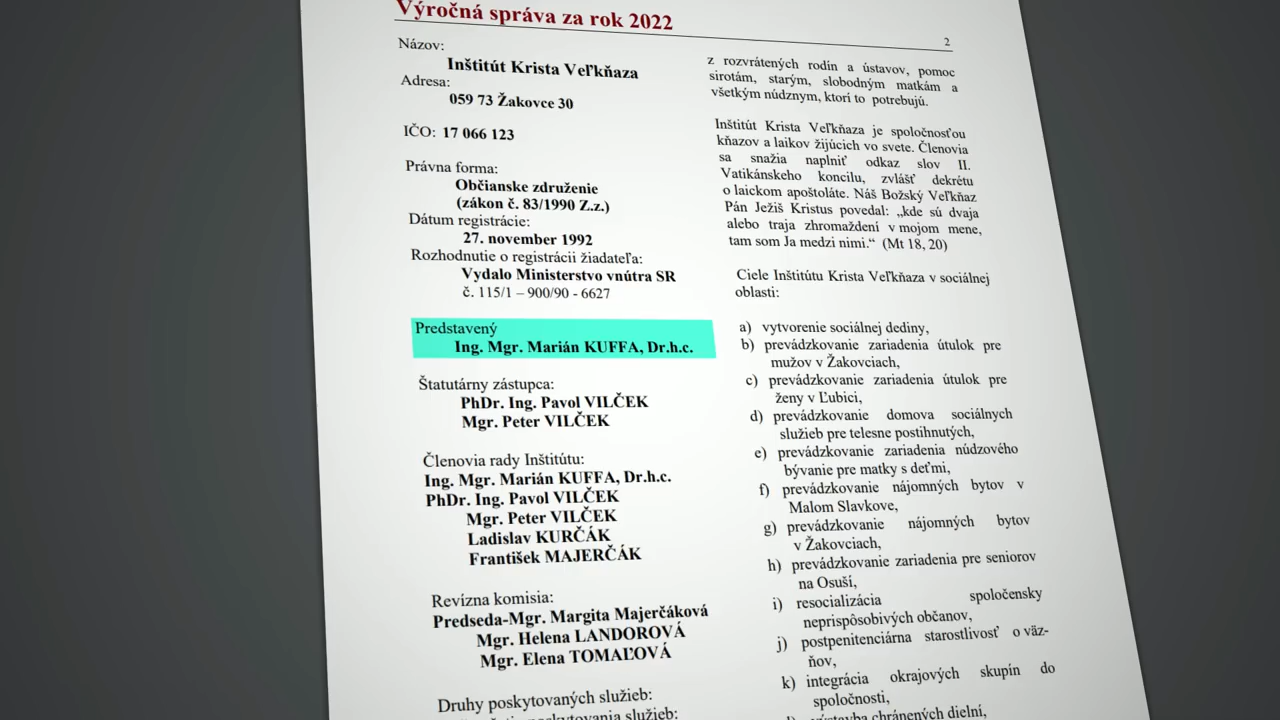 Výročná správa za rok 2022
2
Názov:
Inštitút Krista Veľkňaza
Adresa:
059 73 Žakovce 30
IČO: 17 066 123
Právna forma:
Občianske združenie
(zákon č. 83/1990 Z.z.)
Dátum registrácie:
27. november 1992
Rozhodnutie o registrácii žiadateľa:
Vydalo Ministerstvo vnútra SR
č. 115/1 – 900/90 - 6627
Predstavený
Ing. Mgr. Marián KUFFA, Dr.h.c.
Štatutárny zástupca:
PhDr. Ing. Pavol VILČEK
Mgr. Peter VILČEK
Členovia rady Inštitútu:
Ing. Mgr. Marián KUFFA, Dr.h.c.
PhDr. Ing. Pavol VILČEK
Mgr. Peter VILČEK
Ladislav KURČÁK
František MAJERČÁK
Revízna komisia:
Predseda-Mgr. Margita Majerčáková
Mgr. Helena LANDOROVÁ
Mgr. Elena TOMAĽOVÁ
Druhy poskytovaných služieb:
poskytovania služieb:
z rozvrátených rodín a ústavov, pomoc
sirotám, starým, slobodným matkám a
všetkým núdznym, ktorí to potrebujú.
Inštitút Krista Veľkňaza je spoločnosťou
kňazov a laikov žijúcich vo svete. Členovia
sa snažia naplniť odkaz slov II.
Vatikánskeho koncilu, zvlášť dekrétu
o laickom apoštoláte. Náš Božský Veľkňaz
Pán Ježiš Kristus povedal: „kde sú dvaja
alebo traja zhromaždení v mojom mene,
tam som Ja medzi nimi.“ (Mt 18, 20)
Ciele Inštitútu Krista Veľkňaza v sociálnej
oblasti:
a) vytvorenie sociálnej dediny,
b) prevádzkovanie zariadenia útulok pre
mužov v Žakovciach,
c) prevádzkovanie zariadenia útulok pre
ženy v Ľubici,
d) prevádzkovanie domova sociálnych
služieb pre telesne postihnutých,
e) prevádzkovanie zariadenia núdzového
bývanie pre matky s deťmi,
f) prevádzkovanie nájomných bytov v
Malom Slavkove,
g) prevádzkovanie nájomných bytov
v Žakovciach,
h) prevádzkovanie zariadenia pre seniorov
na Osuší,
i) resocializácia spoločensky
neprispôsobivých občanov,
j) postpenitenciárna starostlivosť o väz-
ňov,
k) integrácia okrajových skupín do
spoločnosti,
výstavba chránených dielní,